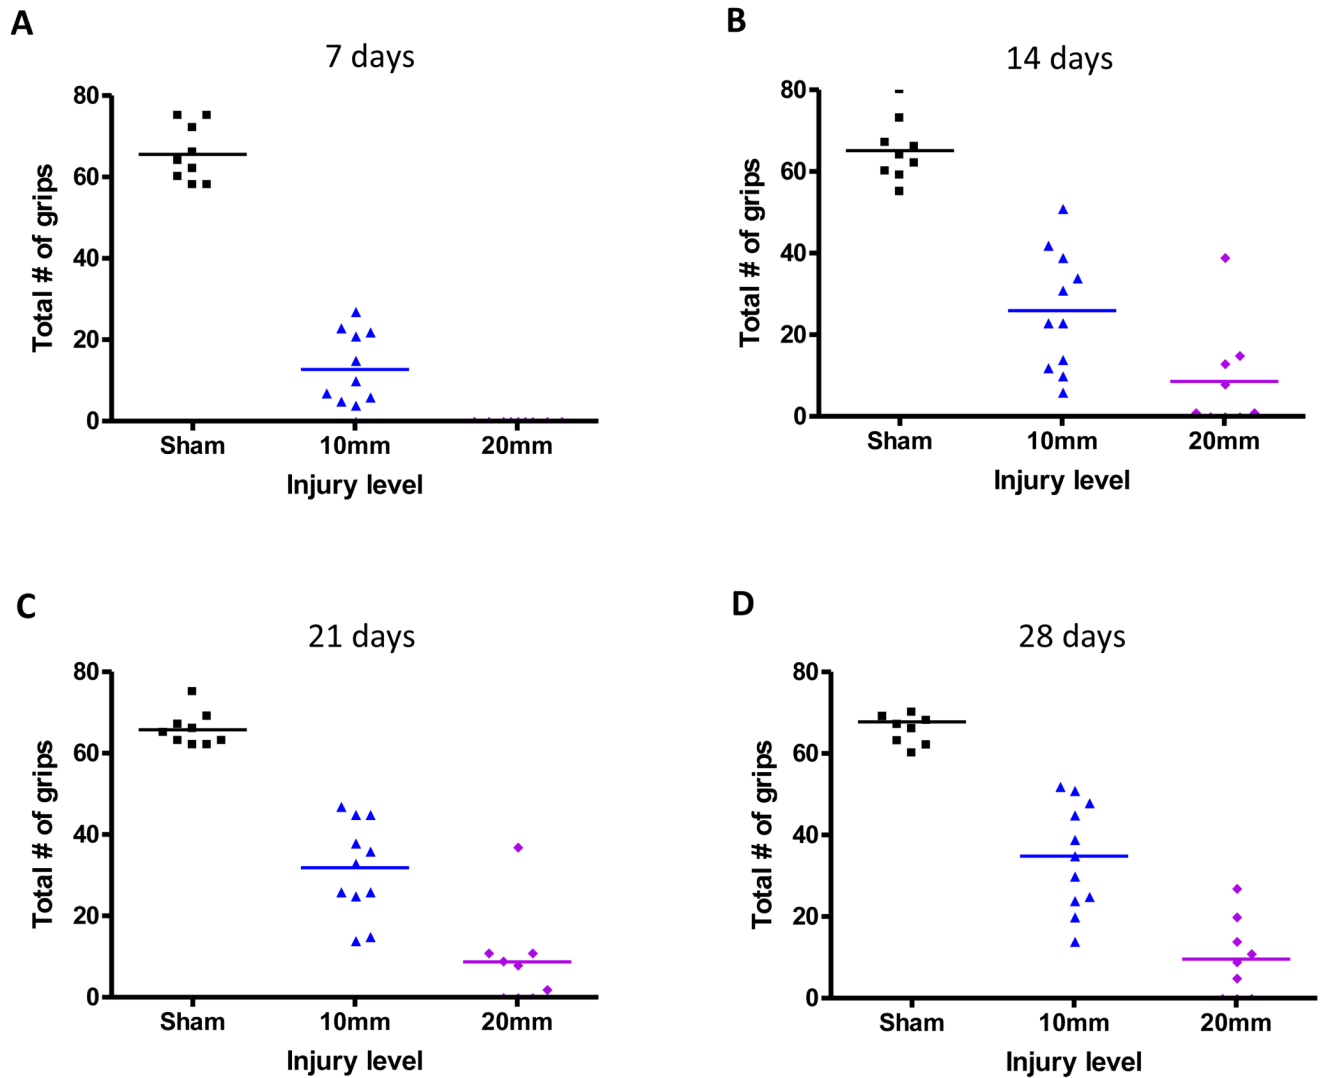 A
7 days
80
60
40
20
0
Total # of grips
Sham 10mm 20mm
Injury level
B
14 days
80
60
40
20
0
Total # of grips
Sham 10mm 20mm
Injury level
C
21 days
80
60
40
20
0
Total # of grips
Sham 10mm 20mm
Injury level
D
28 days
80
60
40
20
0
Total # of grips
Sham 10mm 20mm
Injury level